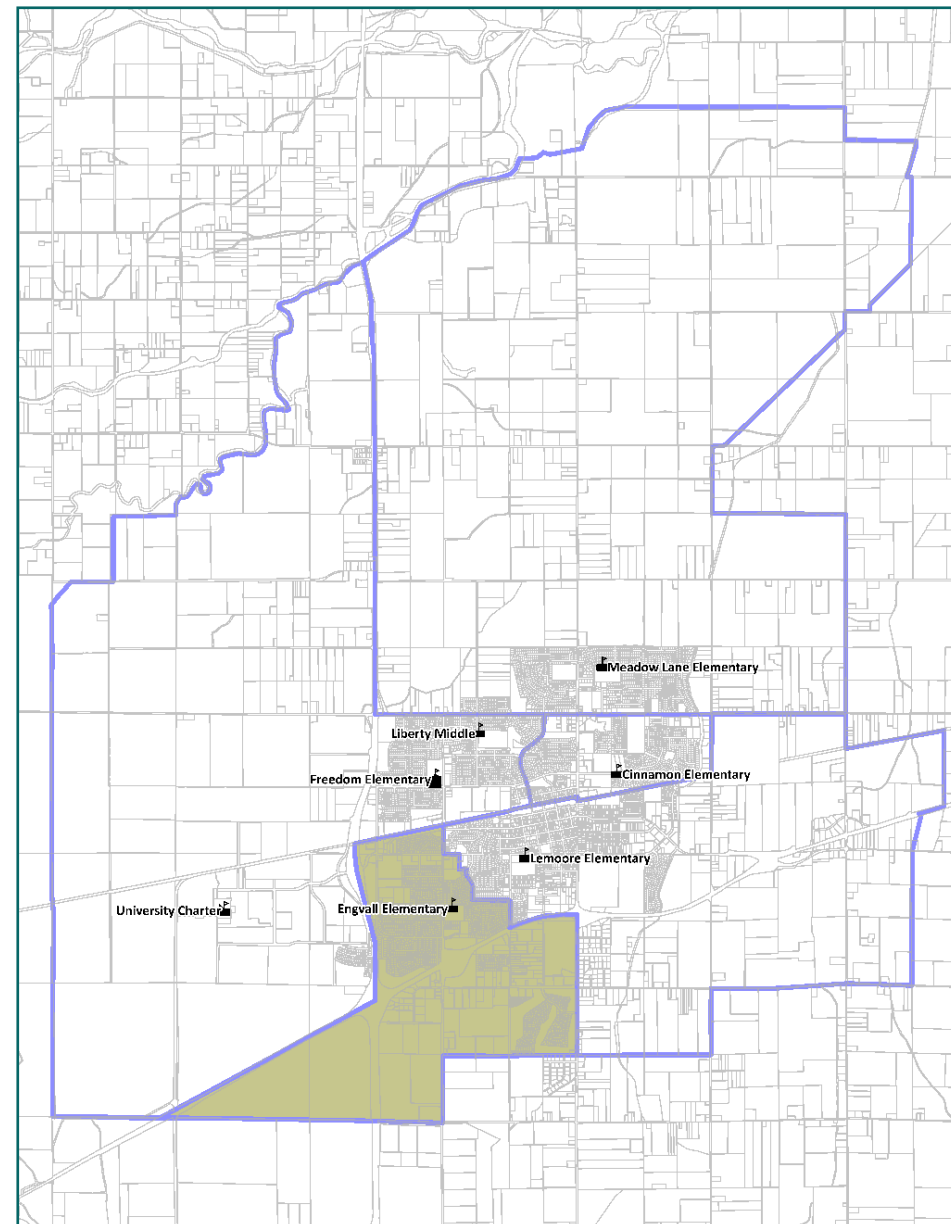 Meadow Lane Elementary
Liberty Middle
Freedom Elementary
Cinnamon Elementary
Lemoore Elementary
University Charter
Engvall Elementary